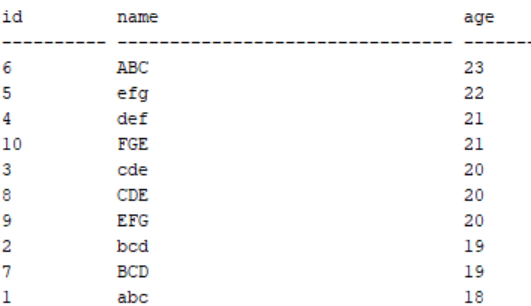 id name age
---------- -------------------------------- -------
6 ABC 23
5 efg 22
4 def 21
10 FGE 21
3 cde 20
8 CDE 20
9 EFG 20
2 bcd 19
7 BCD 19
1 abc 18